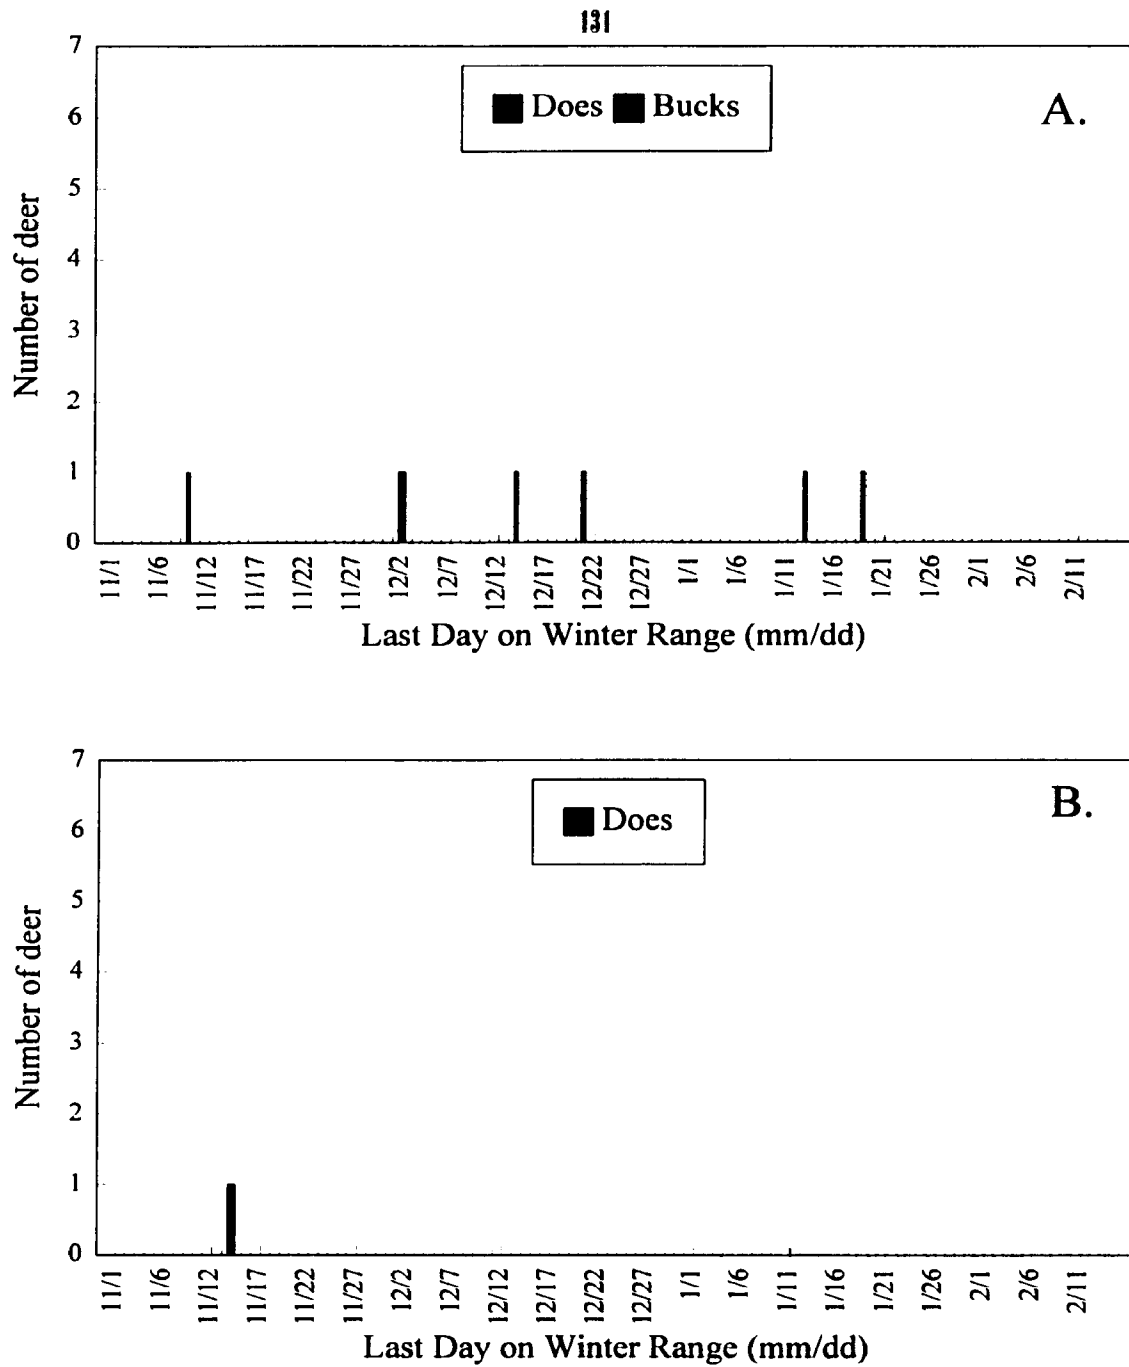 131
7
Does Bucks
A.
6
5
4
3
2
1
0
Number of deer
11/1 11/6 11/12 11/17 11/22 11/27 12/2 12/7 12/12 12/17 12/22 12/27 1/1 1/6 1/11 1/16 1/21 1/26 2/1 2/6 2/11
Last Day on Winter Range (mm/dd)
7
Does
B.
6
5
4
3
2
1
0
Number of deer
11/1 11/6 11/12 11/17 11/22 11/27 12/2 12/7 12/12 12/17 12/22 12/27 1/1 1/6 1/11 1/16 1/21 1/26 2/1 2/6 2/11
Last Day on Winter Range (mm/dd)